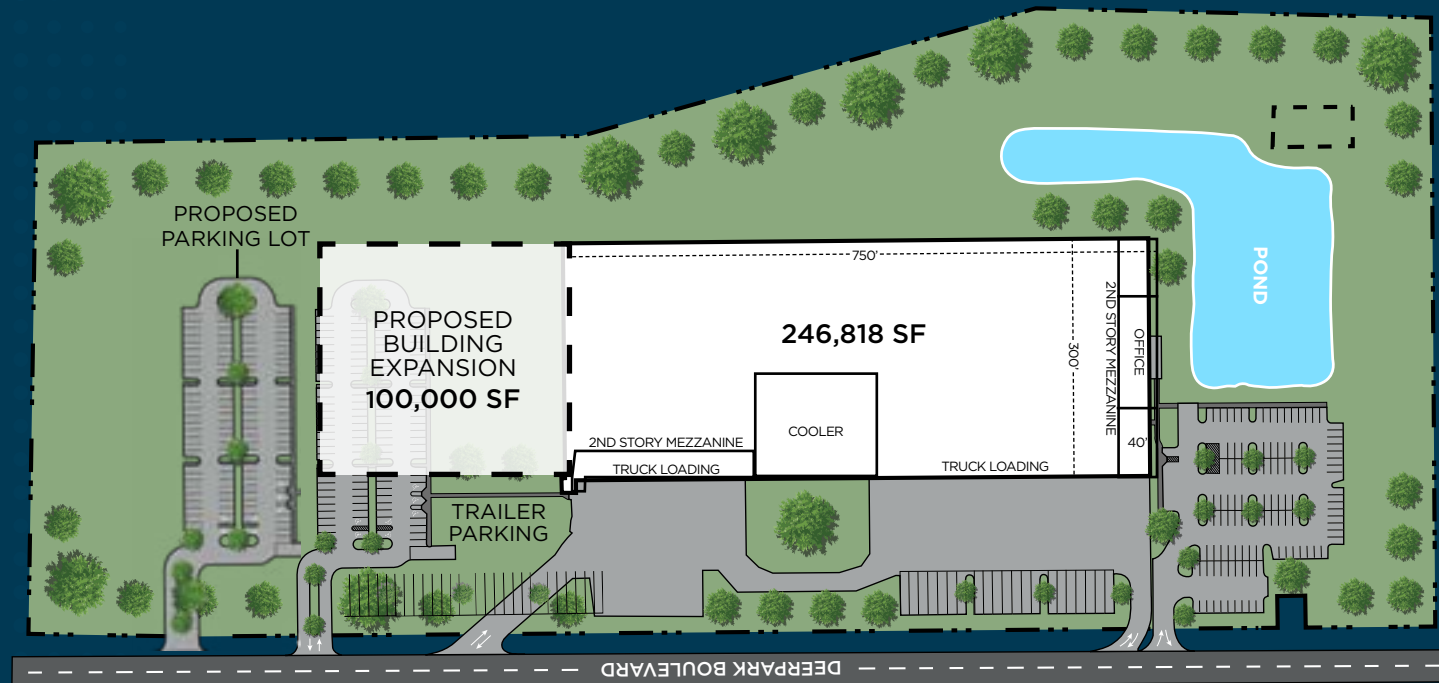 PROPOSED
PARKING LOT
PROPOSED
BUILDING
EXPANSION
100,000 SF
750'
246,818 SF
300'
2ND STORY MEZZANINE
OFFICE
40'
POND
COOLER
2ND STORY MEZZANINE
TRUCK LOADING
TRUCK LOADING
TRAILER
PARKING
DEERPARK BOULEVARD